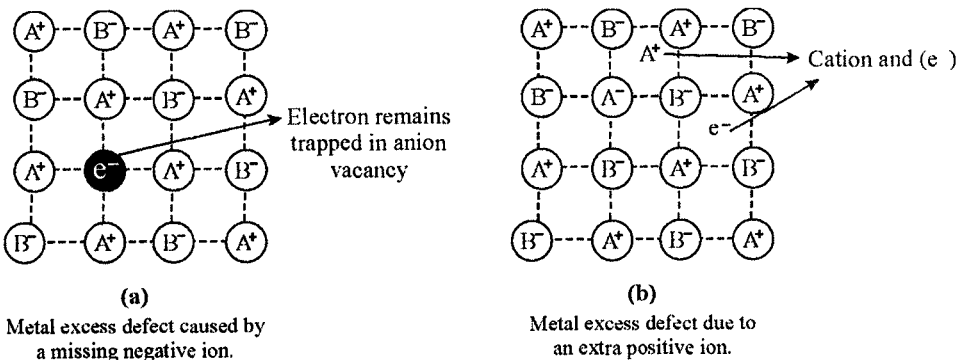 A⁺ B⁻ A⁺ B⁻
B⁻ A⁺ B⁻ A⁺
Electron remains
trapped in anion
vacancy
A⁺ e⁻ A⁺ B⁻
B⁻ A⁺ B⁻ A⁺
(a)
Metal excess defect caused by
a missing negative ion.
A⁺ B⁻ A⁺ B⁻
A⁺
Cation and (e⁻)
B⁻ A⁻ B⁻ A⁺
e⁻
A⁺ B⁻ A⁺ B⁻
B⁻ A⁺ B⁻ A⁺
(b)
Metal excess defect due to
an extra positive ion.